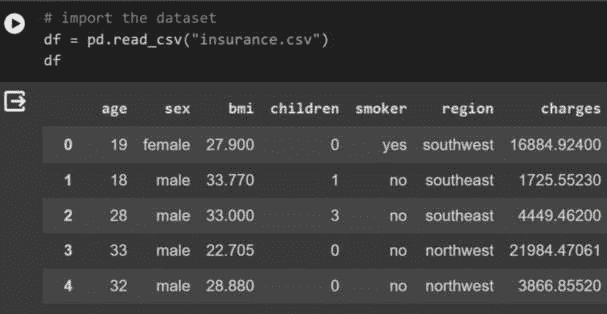 # import the dataset
df = pd.read_csv("insurance.csv")
df
age sex bmi children smoker region charges
0 19 female 27.900 0 yes southwest 16884.92400
1 18 male 33.770 1 no southeast 1725.55230
2 28 male 33.000 3 no southeast 4449.46200
3 33 male 22.705 0 no northwest 21984.47061
4 32 male 28.880 0 no northwest 3866.85520